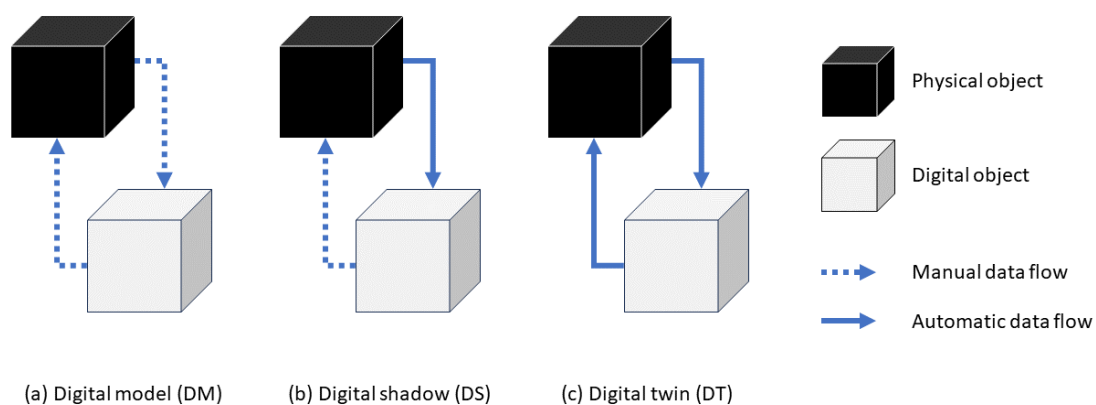 Physical object
Digital object
Manual data flow
Automatic data flow
(a) Digital model (DM)
(b) Digital shadow (DS)
(c) Digital twin (DT)